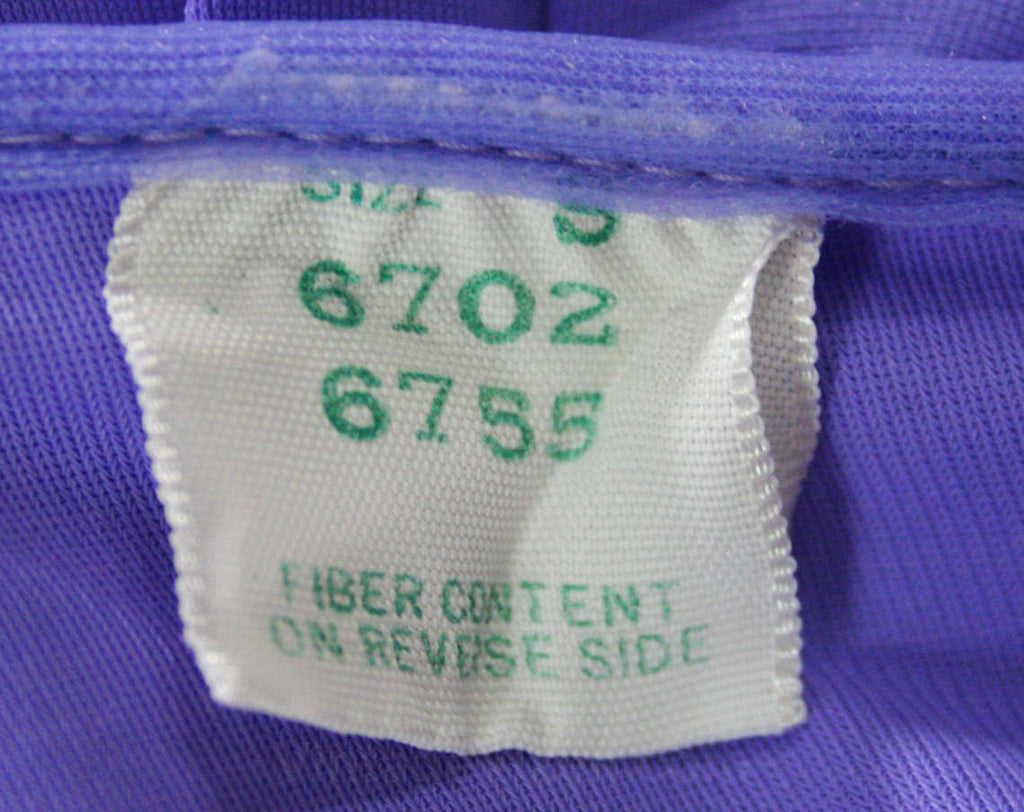 SIZE S
6702
6755
FIBER CONTENT
ON REVERSE SIDE